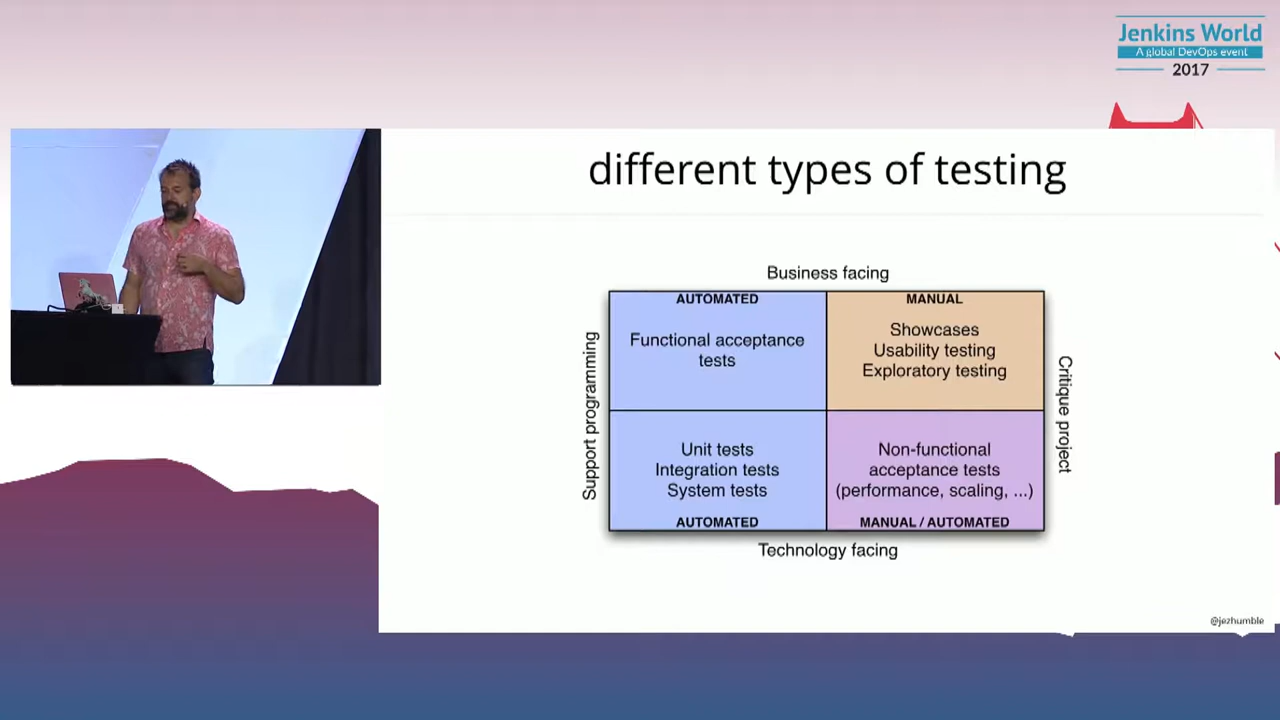 Jenkins World
A global DevOps event
2017
different types of testing
Business facing
AUTOMATED
Functional acceptance
tests
MANUAL
Showcases
Usability testing
Exploratory testing
Support programming
Critique project
Unit tests
Integration tests
System tests
AUTOMATED
Non-functional
acceptance tests
(performance, scaling, ...)
MANUAL / AUTOMATED
Technology facing
@jezhumble